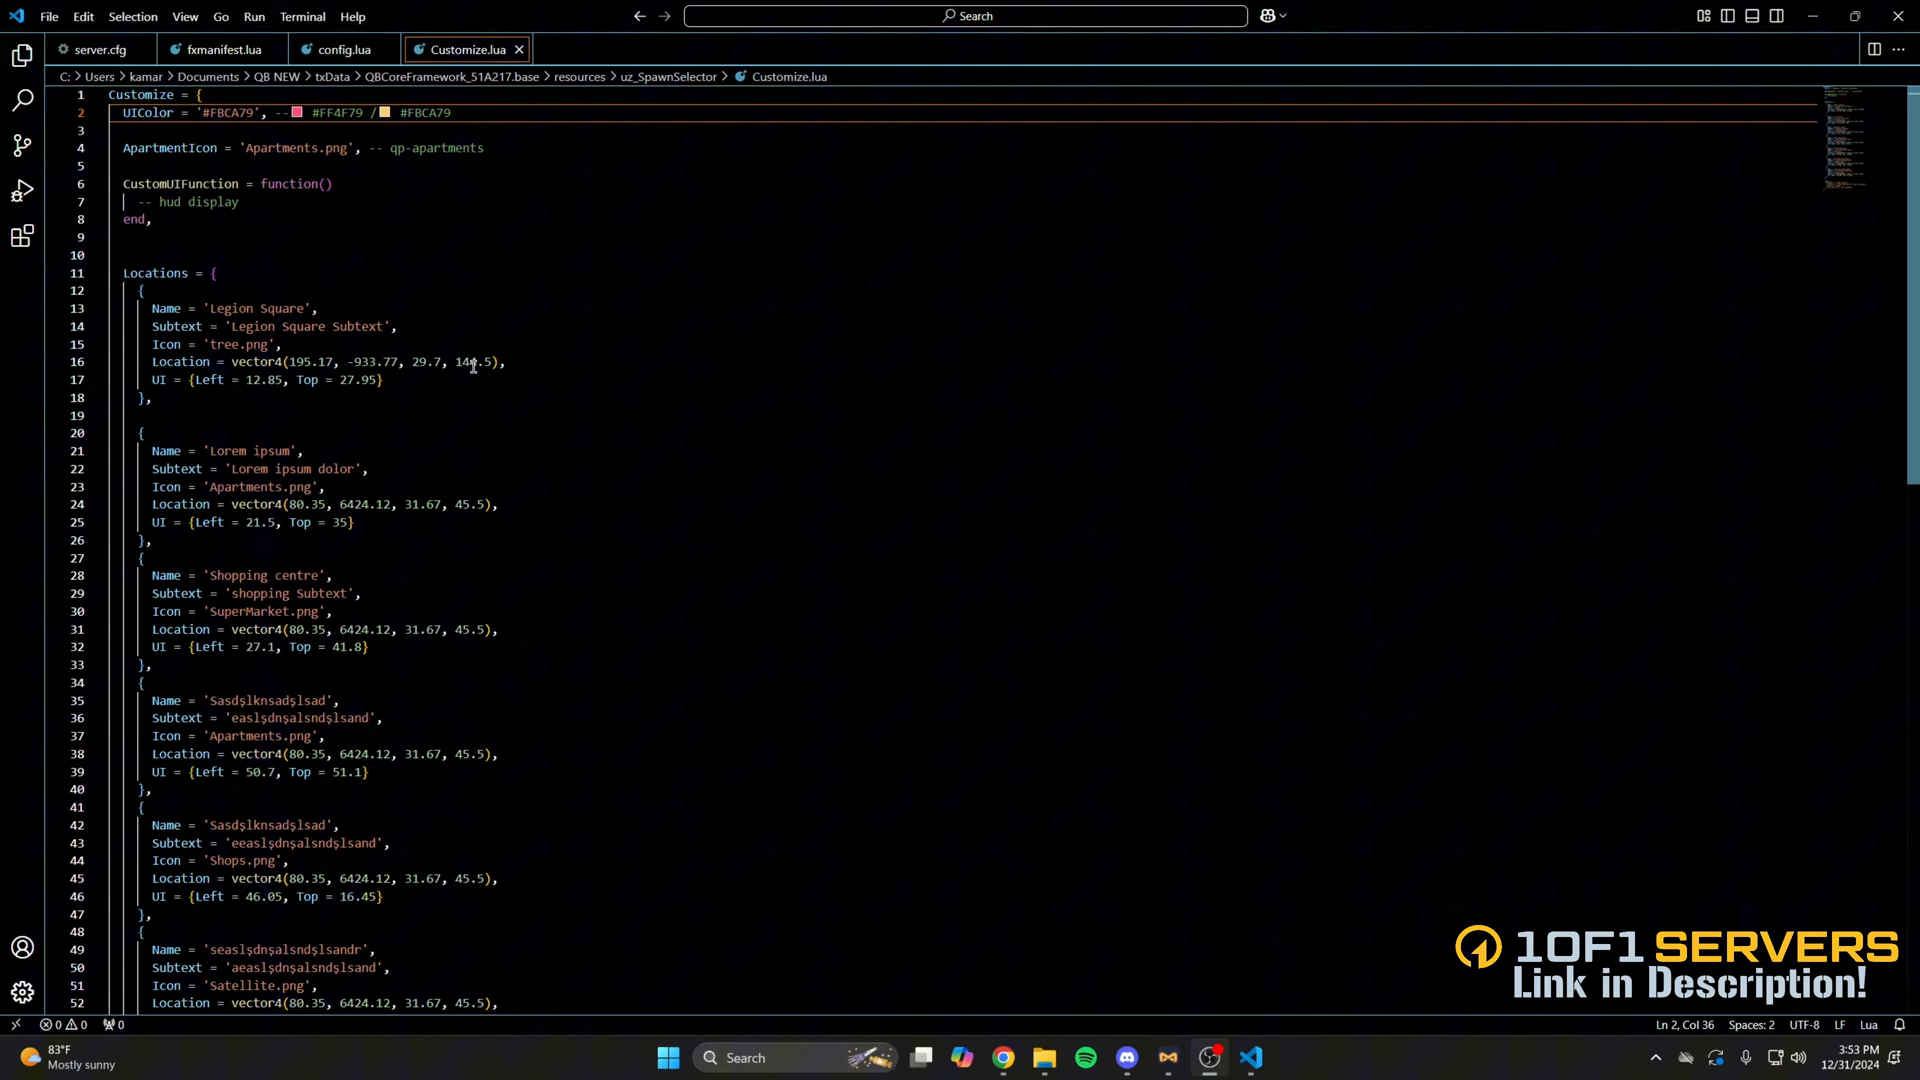 File Edit Selection View Go Run Terminal Help
Search
server.cfg fxmanifest.lua config.lua Customize.lua
C: > Users > kamar > Documents > QB NEW > txData > QBCoreFramework_51A217.base > resources > uz_SpawnSelector > Customize.lua
1 Customize = {
2 UIColor = '#FBCA79', -- #FF4F79 / #FBCA79
3
4 ApartmentIcon = 'Apartments.png', -- qp-apartments
5
6 CustomUIFunction = function()
7 -- hud display
8 end,
9
10
11 Locations = {
12 {
13 Name = 'Legion Square',
14 Subtext = 'Legion Square Subtext',
15 Icon = 'tree.png',
16 Location = vector4(195.17, -933.77, 29.7, .5),
17 UI = {Left = 12.85, Top = 27.95}
18 },
19
20 {
21 Name = 'Lorem ipsum',
22 Subtext = 'Lorem ipsum dolor',
23 Icon = 'Apartments.png',
24 Location = vector4(80.35, 6424.12, 31.67, 45.5),
25 UI = {Left = 21.5, Top = 35}
26 },
27 {
28 Name = 'Shopping centre',
29 Subtext = 'shopping Subtext',
30 Icon = 'SuperMarket.png',
31 Location = vector4(80.35, 6424.12, 31.67, 45.5),
32 UI = {Left = 27.1, Top = 41.8}
33 },
34 {
35 Name = 'Sasdşlknsadşlsad',
36 Subtext = 'easlşdnşalsndşlsand',
37 Icon = 'Apartments.png',
38 Location = vector4(80.35, 6424.12, 31.67, 45.5),
39 UI = {Left = 50.7, Top = 51.1}
40 },
41 {
42 Name = 'Sasdşlknsadşlsad',
43 Subtext = 'eeaslşdnşalsndşlsand',
44 Icon = 'Shops.png',
45 Location = vector4(80.35, 6424.12, 31.67, 45.5),
46 UI = {Left = 46.05, Top = 16.45}
47 },
48 {
49 Name = 'seaslşdnşalsndşlsandr',
50 Subtext = 'aeaslşdnşalsndşlsand',
51 Icon = 'Satellite.png',
52 Location = vector4(80.35, 6424.12, 31.67, 45.5),
1OF1 SERVERS
Link in Description!
0 0 0 Ln 2, Col 36 Spaces: 2 UTF-8 LF Lua
83°F
Mostly sunny
Search
3:53 PM
12/31/2024